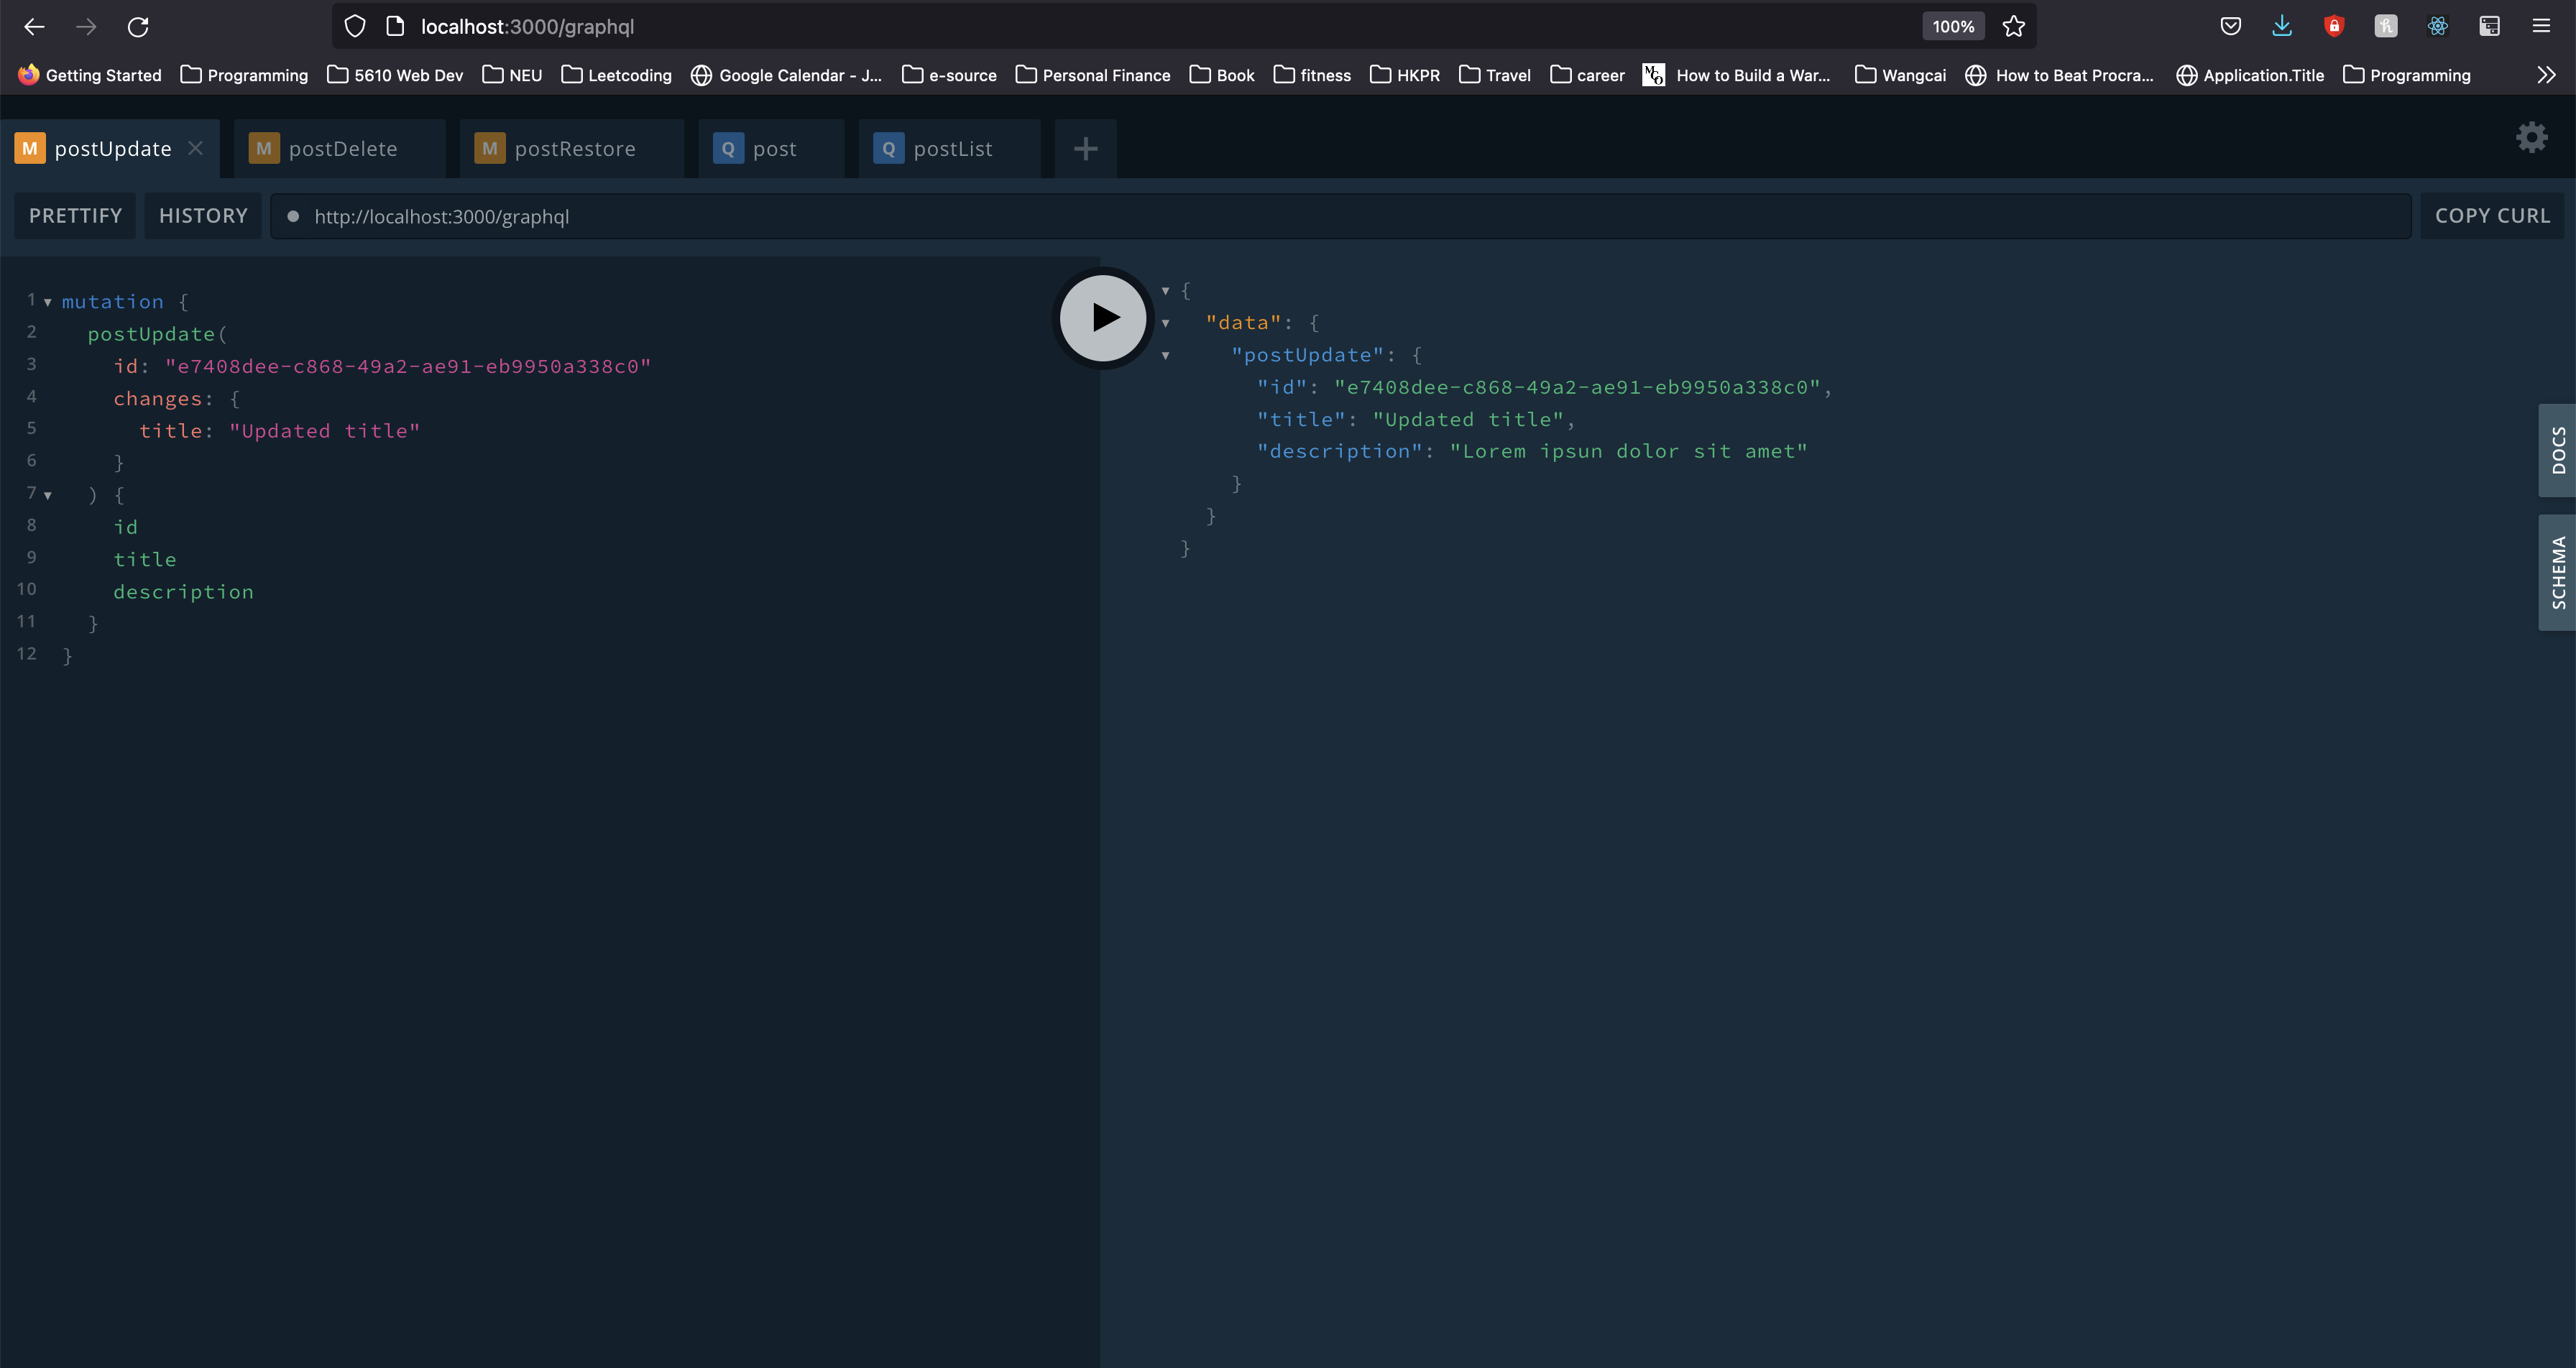 localhost:3000/graphql
100%
Getting Started Programming 5610 Web Dev NEU Leetcoding Google Calendar - J... e-source Personal Finance Book fitness HKPR Travel career How to Build a War... Wangcai How to Beat Procra... Application.Title Programming
M postUpdate M postDelete M postRestore Q post Q postList
PRETTIFY HISTORY http://localhost:3000/graphql COPY CURL
1 mutation {
2 postUpdate(
3 id: "e7408dee-c868-49a2-ae91-eb9950a338c0"
4 changes: {
5 title: "Updated title"
6 }
7 ) {
8 id
9 title
10 description
11 }
12 }
{
"data": {
"postUpdate": {
"id": "e7408dee-c868-49a2-ae91-eb9950a338c0",
"title": "Updated title",
"description": "Lorem ipsun dolor sit amet"
}
}
}
DOCS
SCHEMA